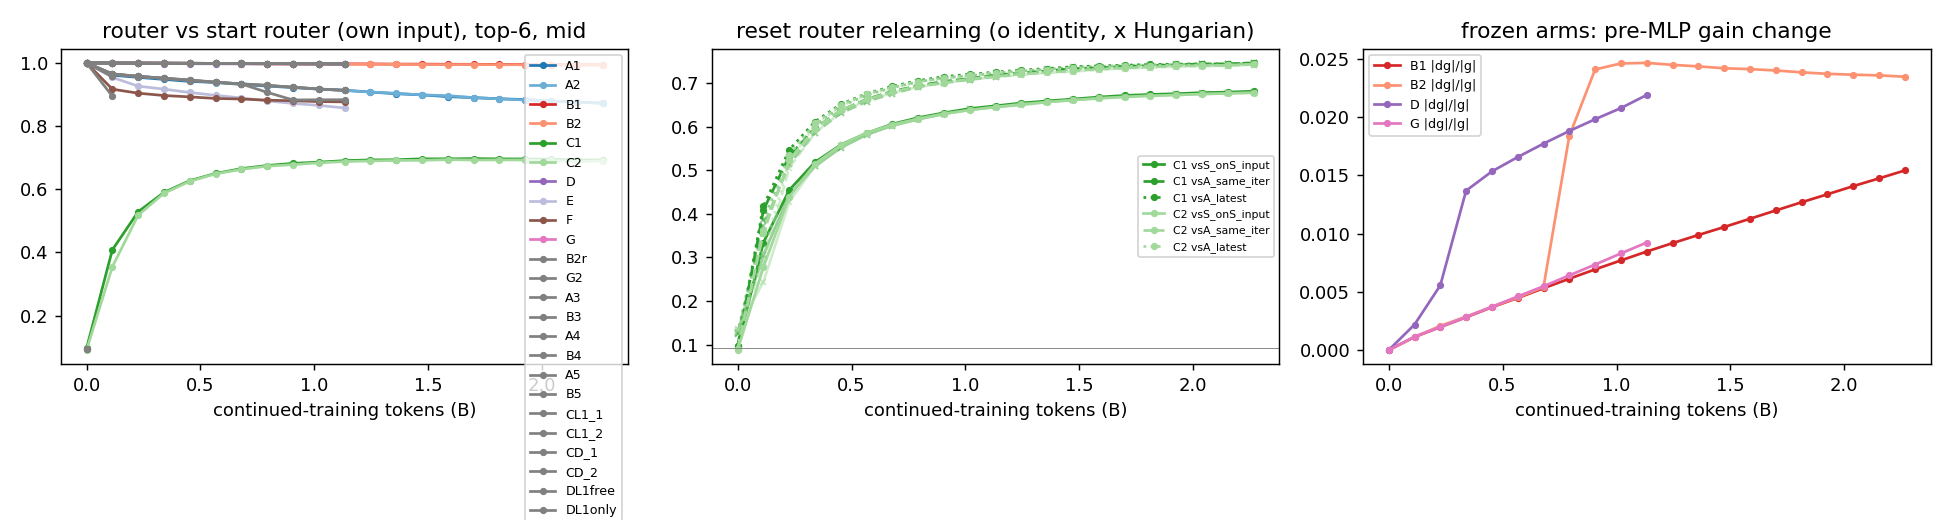 router vs start router (own input), top-6, mid
1.0
0.8
0.6
0.4
0.2
0.0
0.5
1.0
1.5
2.0
continued-training tokens (B)
A1
A2
B1
B2
C1
C2
D
E
F
G
B2r
G2
A3
B3
A4
B4
A5
B5
CL1_1
CL1_2
CD_1
CD_2
DL1free
DL1only
reset router relearning (o identity, x Hungarian)
0.7
0.6
0.5
0.4
0.3
0.2
0.1
0.0
0.5
1.0
1.5
2.0
continued-training tokens (B)
C1 vsS_onS_input
C1 vsA_same_iter
C1 vsA_latest
C2 vsS_onS_input
C2 vsA_same_iter
C2 vsA_latest
frozen arms: pre-MLP gain change
0.025
0.020
0.015
0.010
0.005
0.000
0.0
0.5
1.0
1.5
2.0
continued-training tokens (B)
B1 |dg|/|g|
B2 |dg|/|g|
D |dg|/|g|
G |dg|/|g|